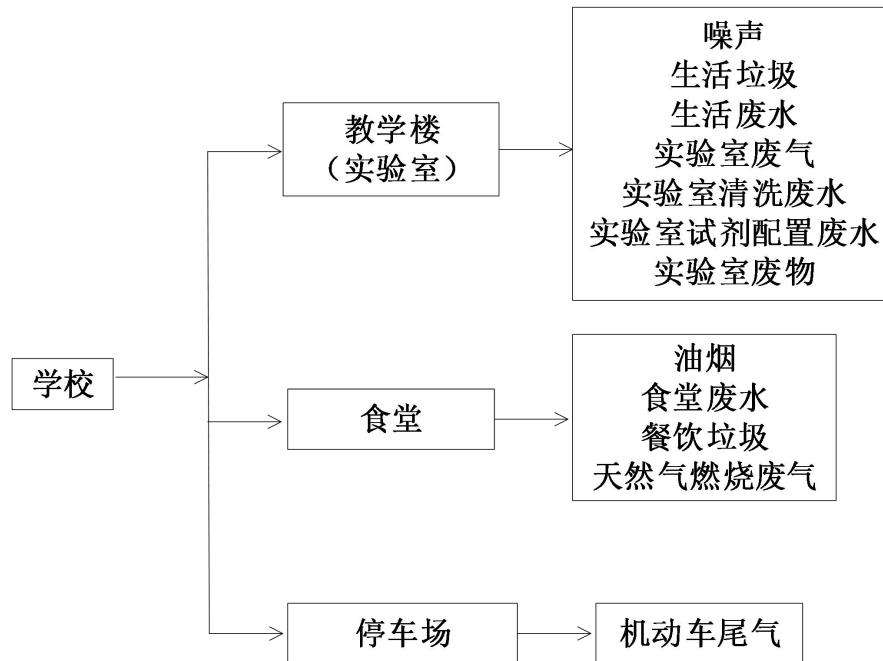 学校
教学楼
（实验室）
噪声
生活垃圾
生活废水
实验室废气
实验室清洗废水
实验室试剂配置废水
实验室废物
食堂
油烟
食堂废水
餐饮垃圾
天然气燃烧废气
停车场
机动车尾气